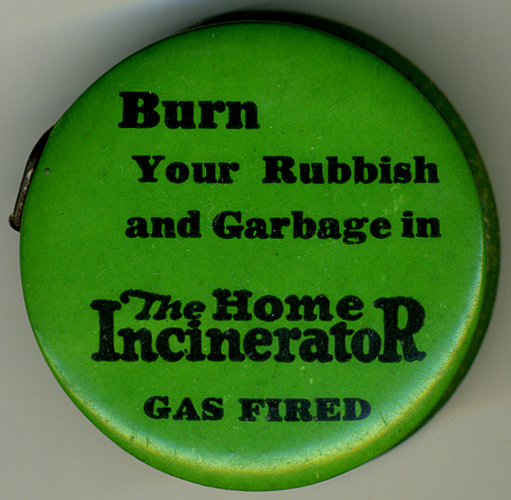 Burn
Your Rubbish
and Garbage in
The Home
IncineratoR
GAS FIRED